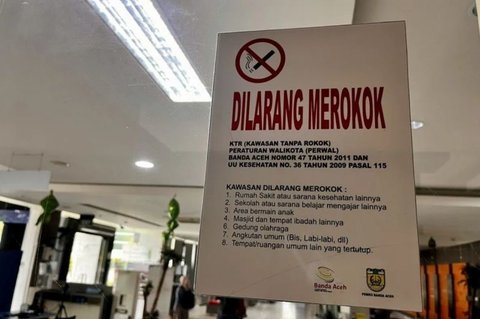 DILARANG MEROKOK
KTR (KAWASAN TANPA ROKOK)
PERATURAN WALIKOTA (PERWAL)
BANDA ACEH NOMOR 47 TAHUN 2011 DAN
UU KESEHATAN NO. 36 TAHUN 2009 PASAL 115
KAWASAN DILARANG MEROKOK :
1. Rumah Sakit atau sarana kesehatan lainnya
2. Sekolah atau sarana belajar mengajar lainnya
3. Area bermain anak
4. Masjid dan tempat ibadah lainnya
6. Gedung olahraga
7. Angkutan umum (Bis, Labi-labi, dll)
8. Tempat/ruangan umum lain yang tertutup.
Banda Aceh
PEMKO BANDA ACEH